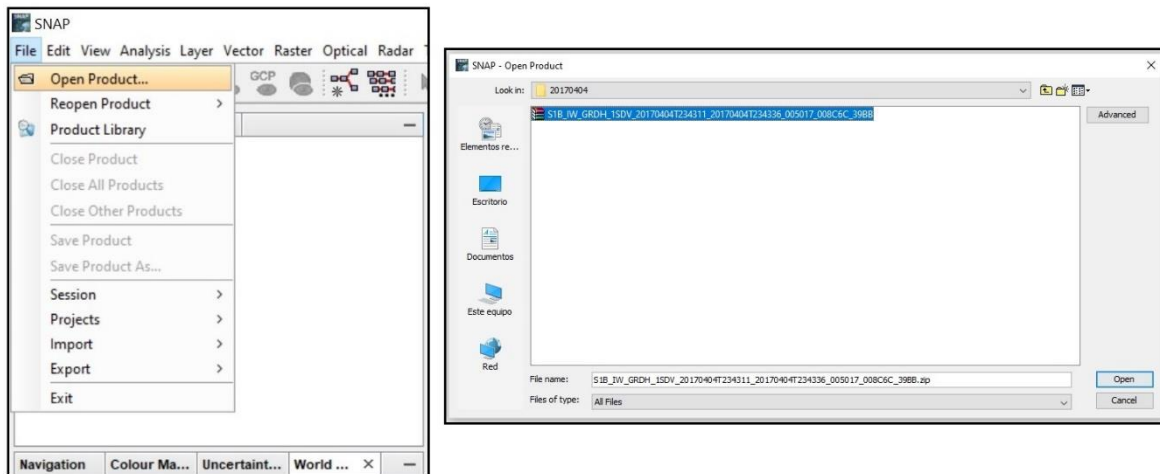 SNAP
File Edit View Analysis Layer Vector Raster Optical Radar
Open Product...
GCP
Reopen Product >
Product Library
Close Product
Close All Products
Close Other Products
Save Product
Save Product As...
Session >
Projects >
Import >
Export >
Exit
Navigation Colour Ma... Uncertaint... World ... ×
SNAP - Open Product
Look in: 20170404
S1B_IW_GRDH_1SDV_20170404T234311_20170404T234336_005017_008C6C_39BB
Advanced
Elementos re...
Escritorio
Documentos
Este equipo
Red
File name: S1B_IW_GRDH_1SDV_20170404T234311_20170404T234336_005017_008C6C_39BB.zip Open
Files of type: All Files Cancel